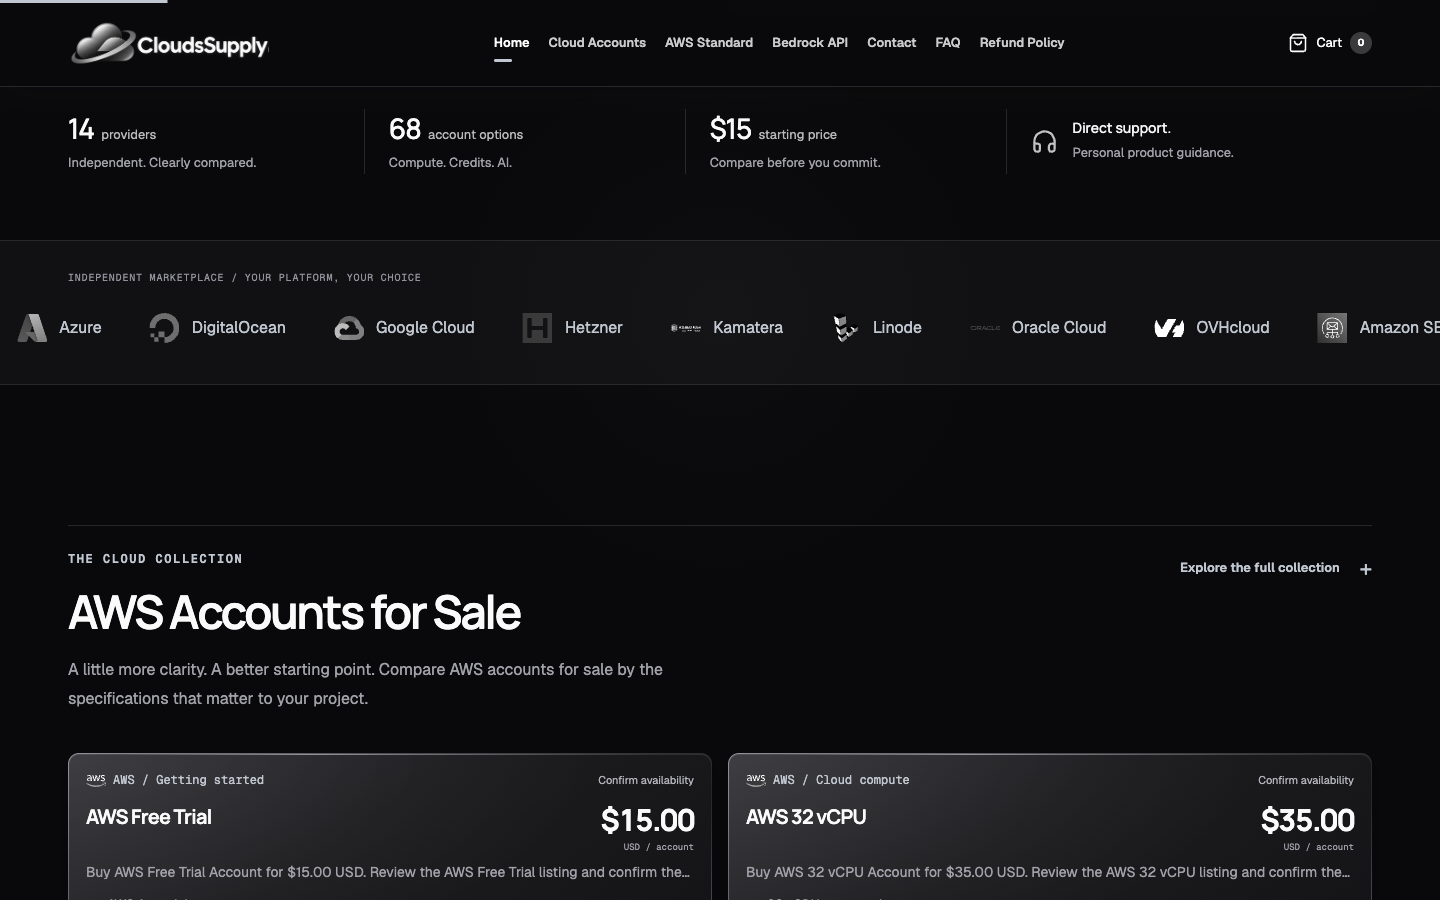 CloudsSupply
Home Cloud Accounts AWS Standard Bedrock API Contact FAQ Refund Policy
Cart 0
14 providers
Independent. Clearly compared.
68 account options
Compute. Credits. AI.
$15 starting price
Compare before you commit.
Direct support.
Personal product guidance.
INDEPENDENT MARKETPLACE / YOUR PLATFORM, YOUR CHOICE
Azure DigitalOcean Google Cloud Hetzner Kamatera Linode ORACLE Oracle Cloud OVHcloud Amazon SE
THE CLOUD COLLECTION
Explore the full collection +
AWS Accounts for Sale
A little more clarity. A better starting point. Compare AWS accounts for sale by the
specifications that matter to your project.
aws AWS / Getting started
Confirm availability
AWS Free Trial
$15.00
USD / account
Buy AWS Free Trial Account for $15.00 USD. Review the AWS Free Trial listing and confirm the...
aws AWS / Cloud compute
Confirm availability
AWS 32 vCPU
$35.00
USD / account
Buy AWS 32 vCPU Account for $35.00 USD. Review the AWS 32 vCPU listing and confirm the...